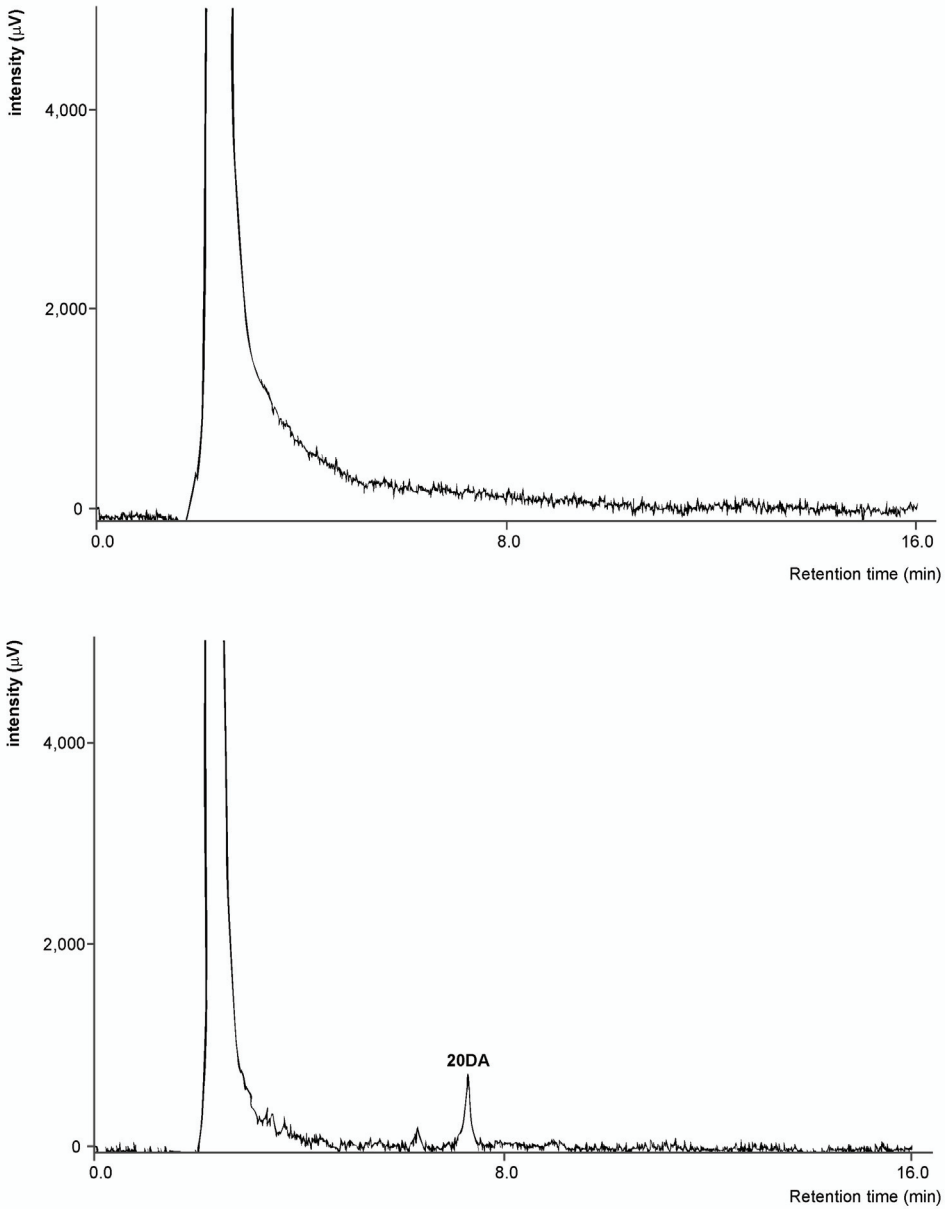 intensity (μV)
4,000
2,000
0
0.0 8.0 16.0
Retention time (min)
intensity (μV)
4,000
20DA
2,000
0
0.0 8.0 16.0
Retention time (min)